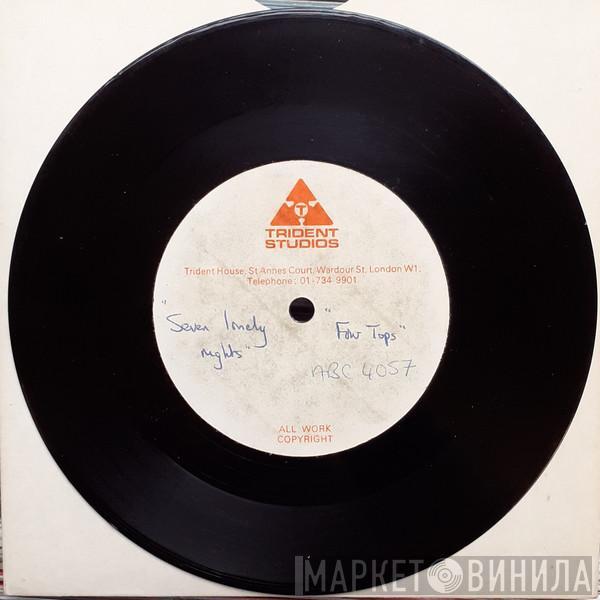 T
TRIDENT
STUDIOS
Trident House, St Annes Court, Wardour St, London W1.
Telephone: 01-734 9901
"Seven lonely
nights"
"Four Tops"
ABC 4057
ALL WORK
COPYRIGHT
МАРКЕТ ВИНИЛА